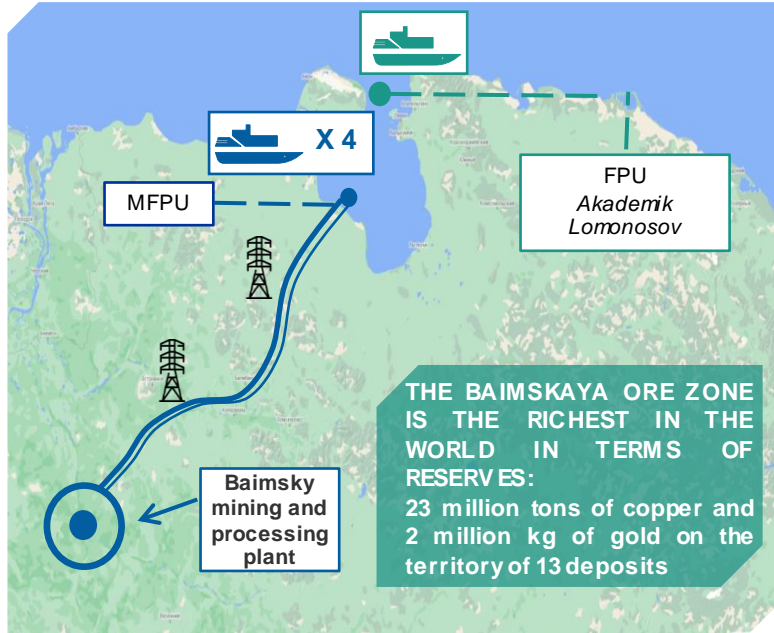 X 4
MFPU
FPU
Akademik
Lomonosov
THE BAIMSKAYA ORE ZONE
IS THE RICHEST IN THE
WORLD IN TERMS OF
RESERVES:
23 million tons of copper and
2 million kg of gold on the
territory of 13 deposits
Baimsky
mining and
processing
plant